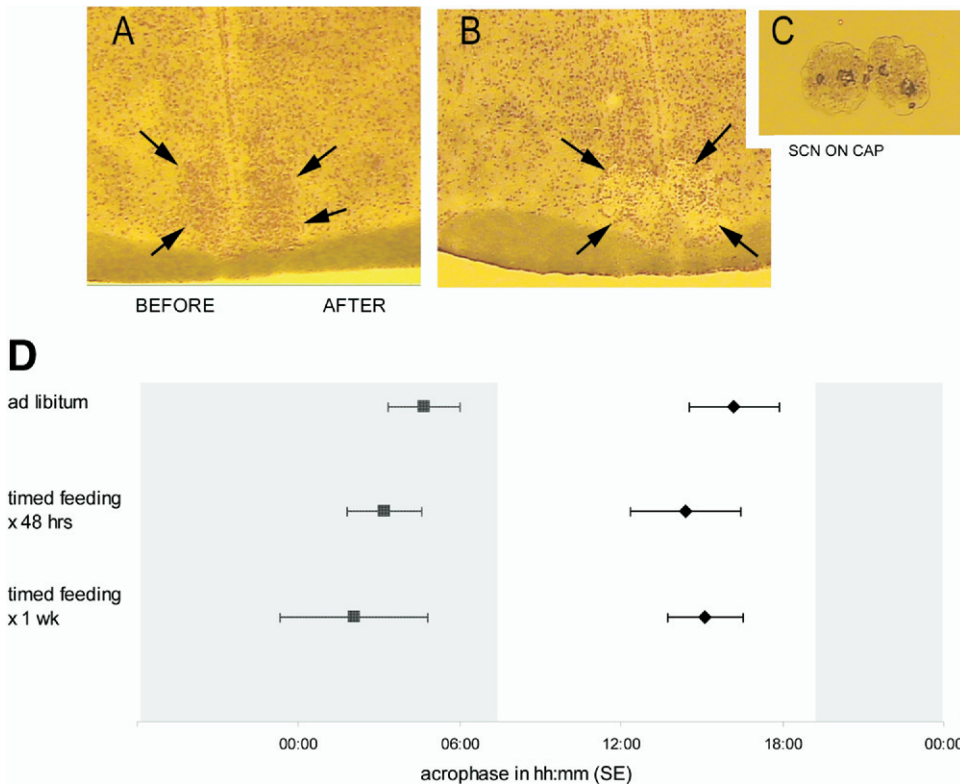 A
B
C
SCN ON CAP
BEFORE AFTER
D
ad libitum
timed feeding
x 48 hrs
timed feeding
x 1 wk
00:00 06:00 12:00 18:00 00:00
acrophase in hh:mm (SE)